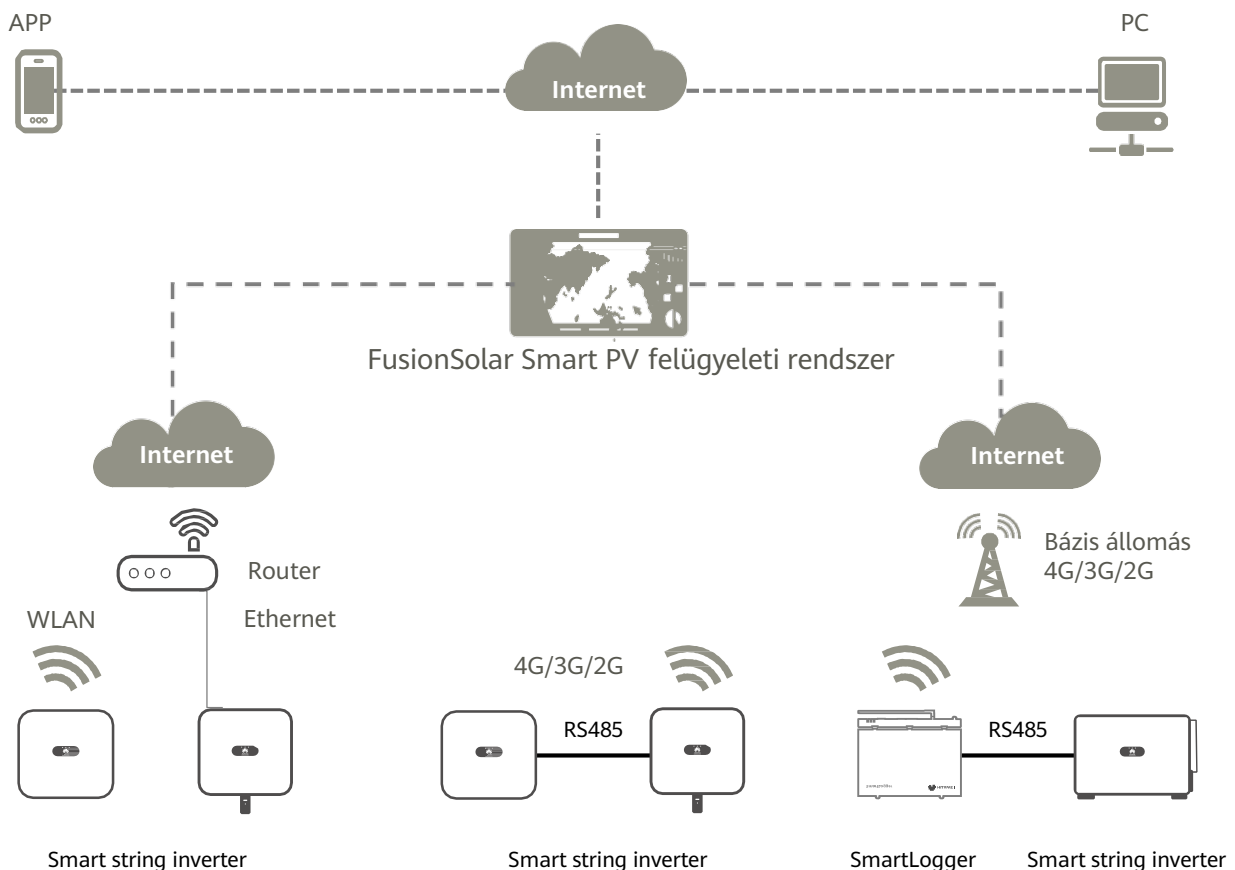 APP
PC
Internet
FusionSolar Smart PV felügyeleti rendszer
Internet
Internet
Router
Bázis állomás
4G/3G/2G
WLAN
Ethernet
4G/3G/2G
RS485
RS485
Smart string inverter
Smart string inverter
SmartLogger
Smart string inverter